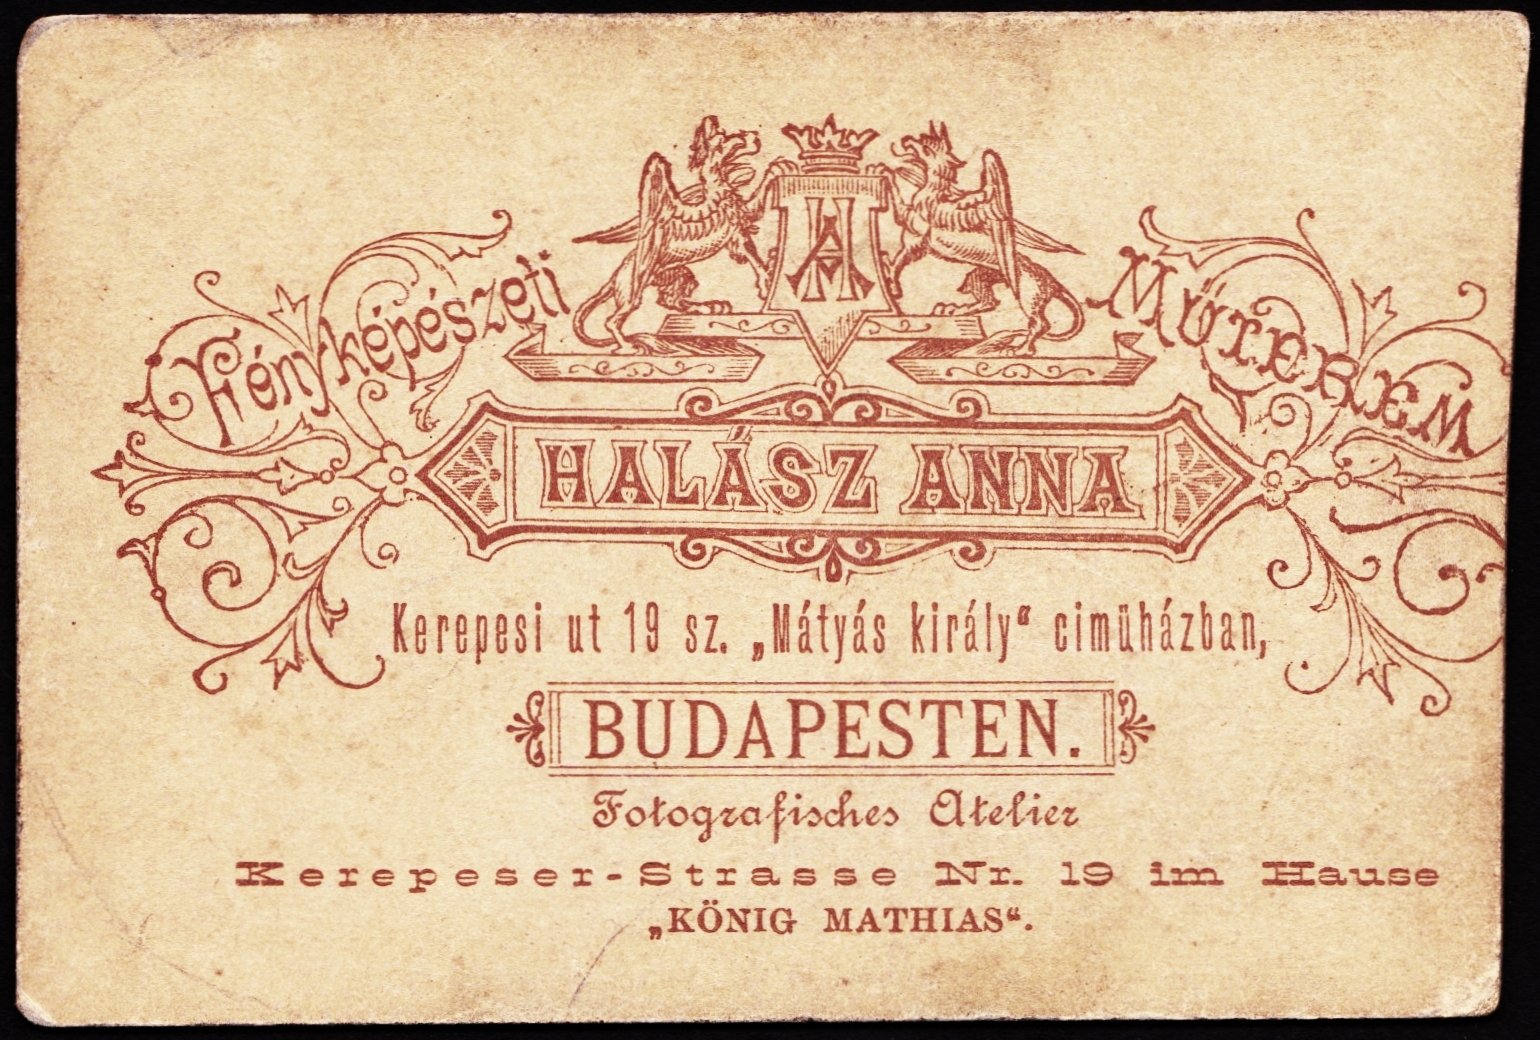 HA
Fényképészeti MŰTEREM
HALÁSZ ANNA
Kerepesi ut 19 sz. „Mátyás király“ cimüházban,
BUDAPESTEN.
Fotografisches Atelier
Kerepeser-Strasse Nr. 19 im Hause
„KÖNIG MATHIAS“.